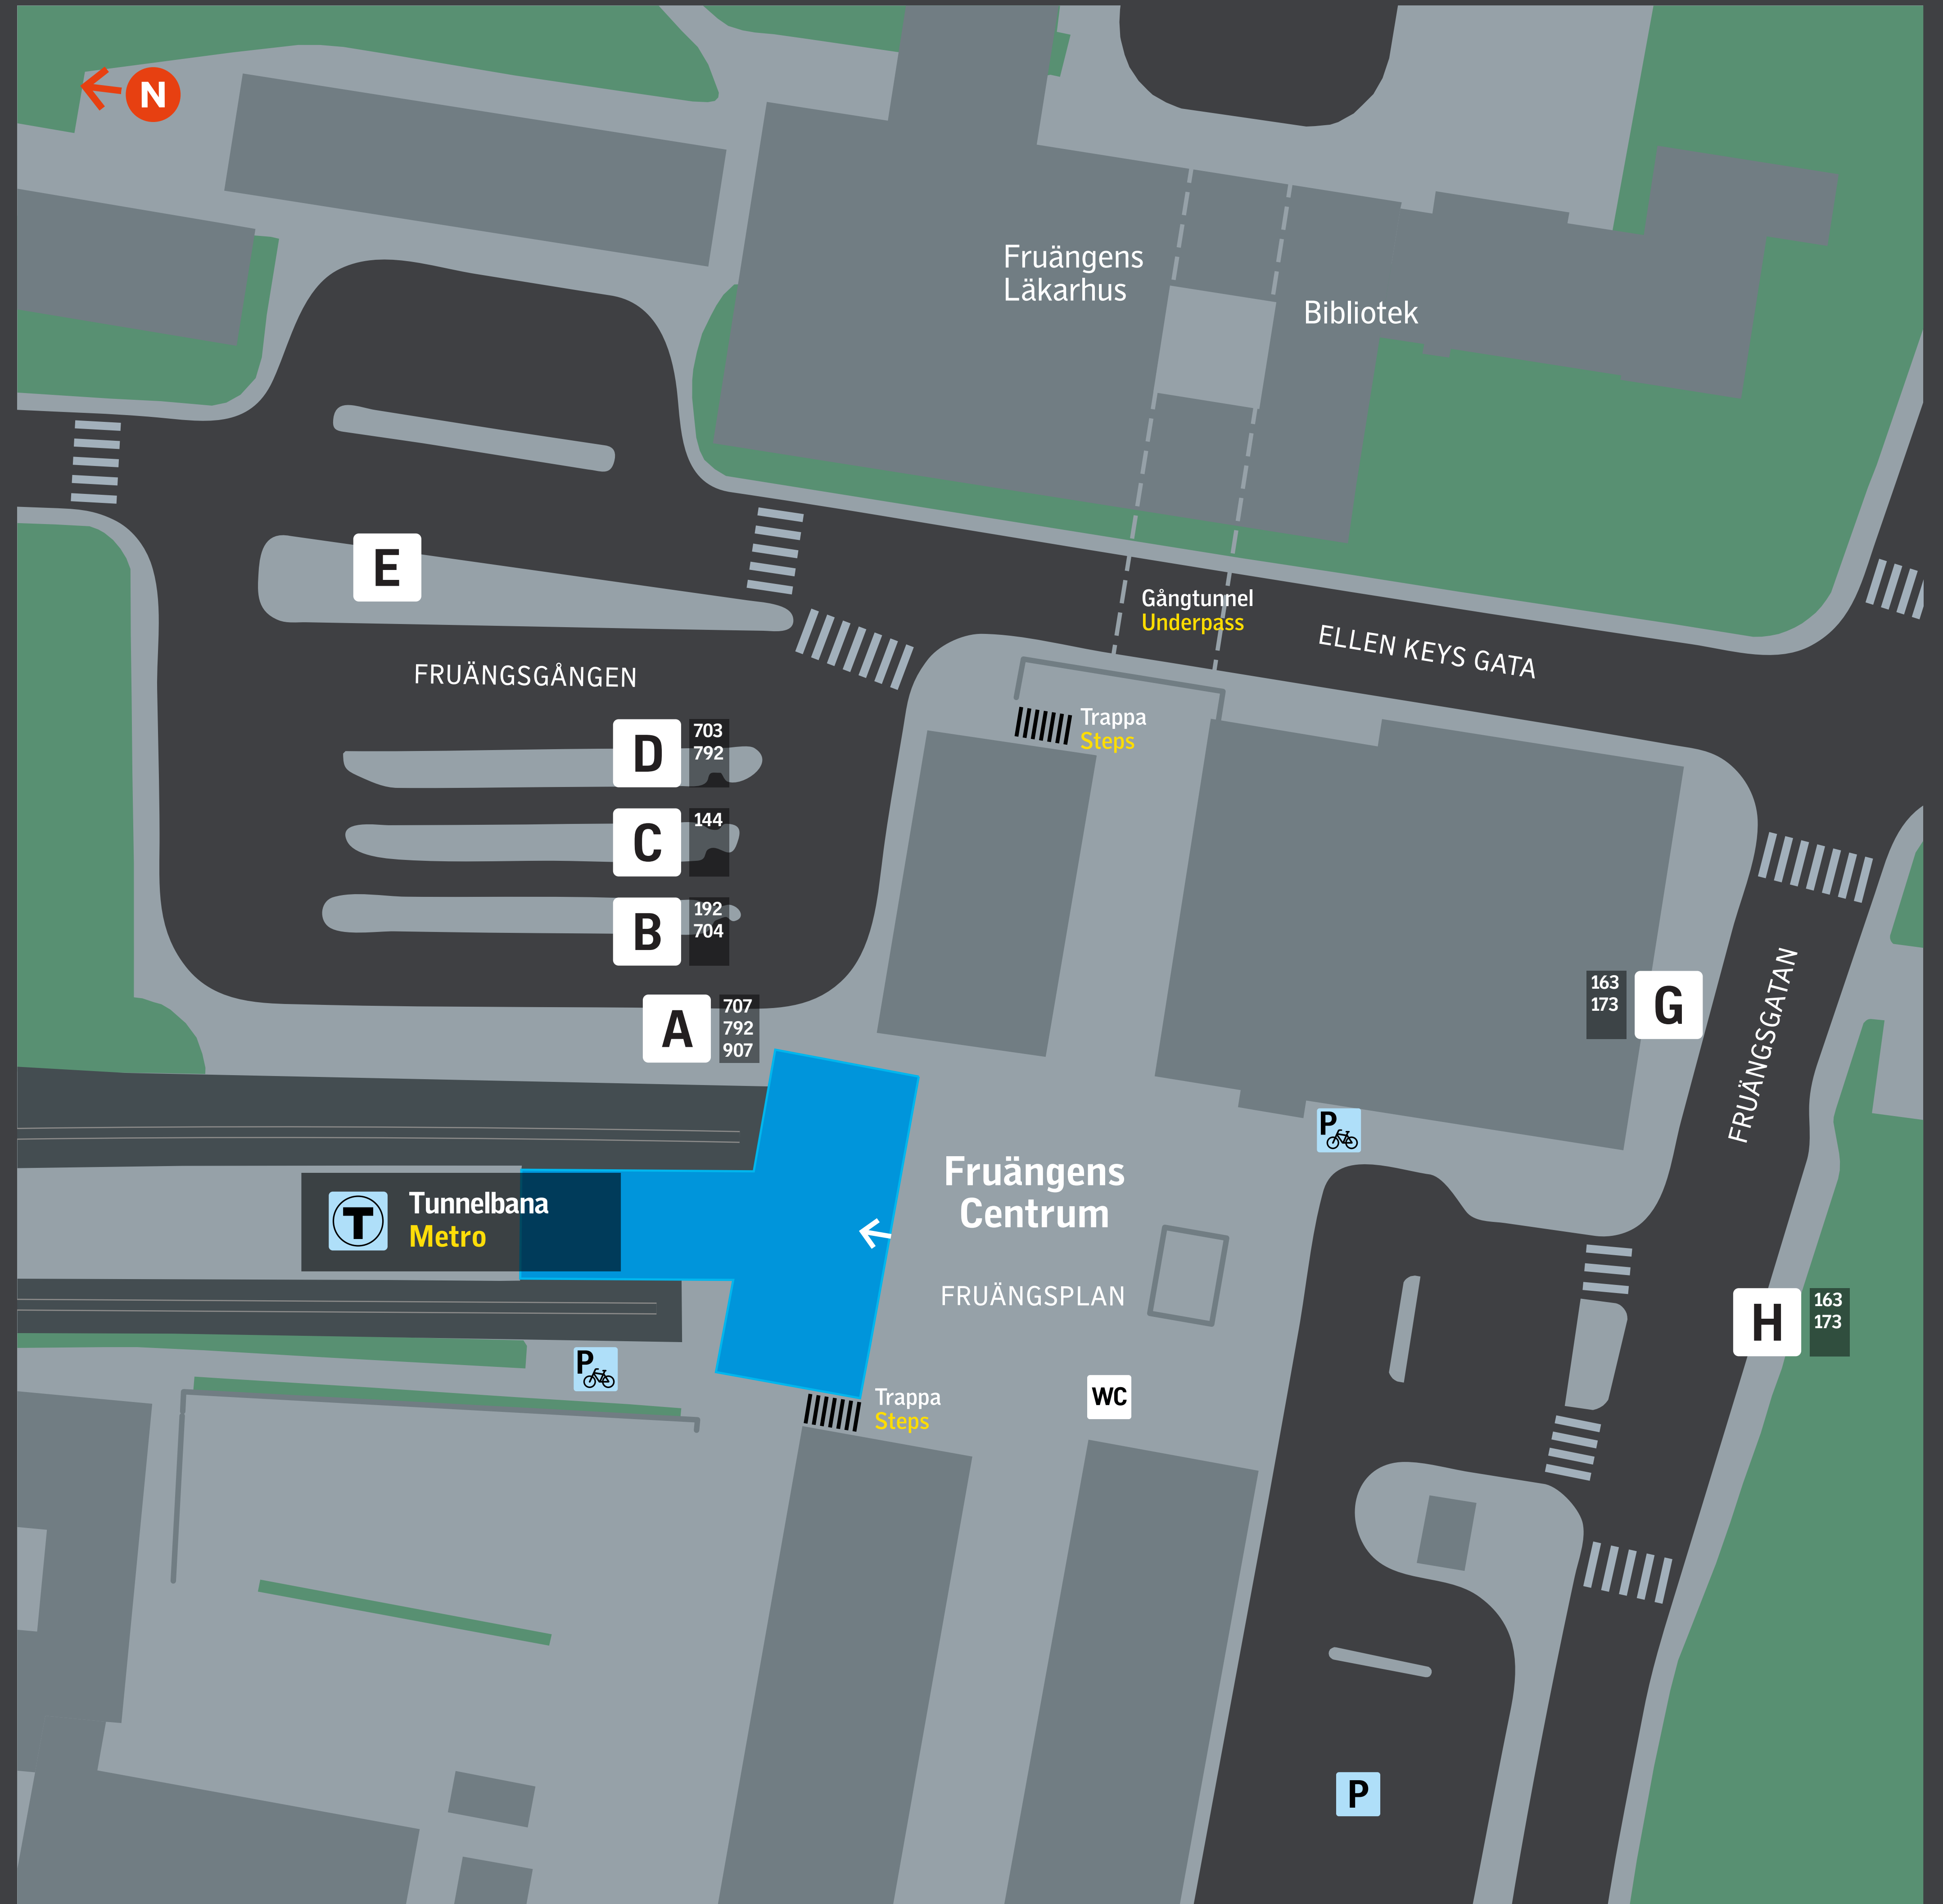 N
Fruängens
Läkarhus
Bibliotek
E
Gångtunnel
Underpass
ELLEN KEYS GATA
FRUÄNGSGÅNGEN
Trappa
Steps
D
703
792
C
144
B
192
704
A
707
792
907
163
173
G
FRUÄNGSGATAN
P
Fruängens
Centrum
T
Tunnelbana
Metro
FRUÄNGSPLAN
H
163
173
P
Trappa
Steps
WC
P